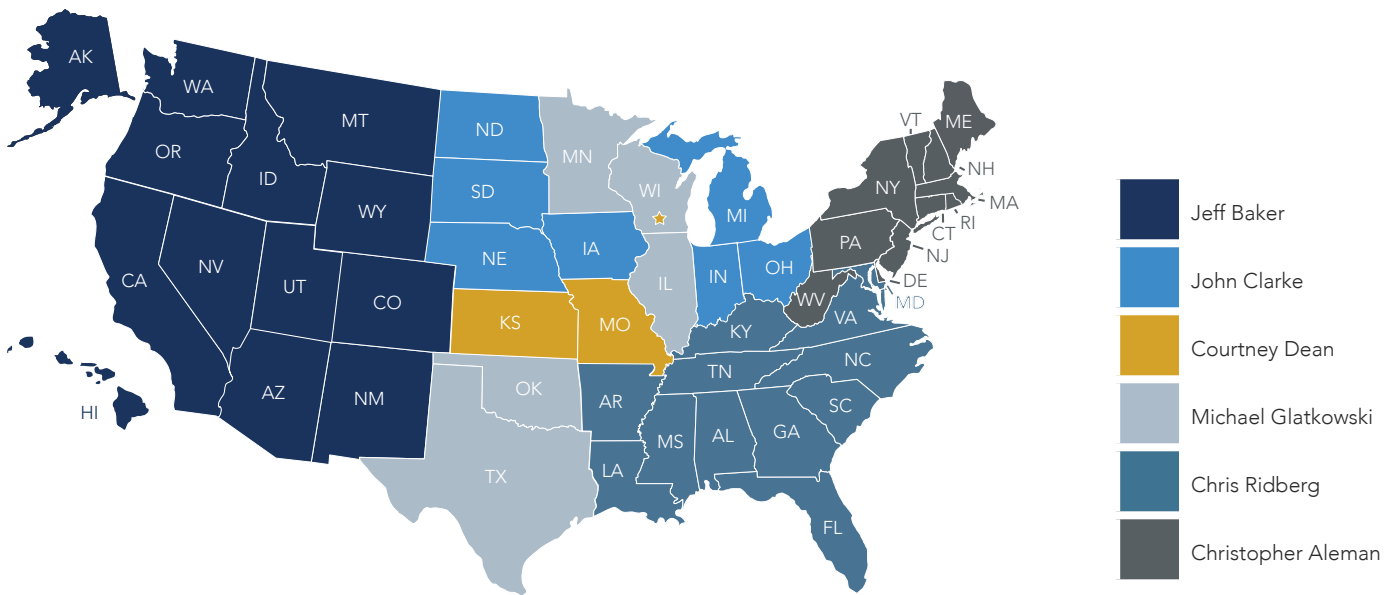 AK
WA
MT
ND
MN
VT
ME
OR
ID
WY
SD
WI
MI
NY
NH
MA
RI
CT
NV
CA
UT
CO
NE
IA
IL
IN
OH
PA
NJ
DE
MD
WV
VA
KS
MO
KY
HI
AZ
NM
OK
AR
TN
NC
SC
TX
LA
MS
AL
GA
FL
Jeff Baker
John Clarke
Courtney Dean
Michael Glatkowski
Chris Ridberg
Christopher Aleman